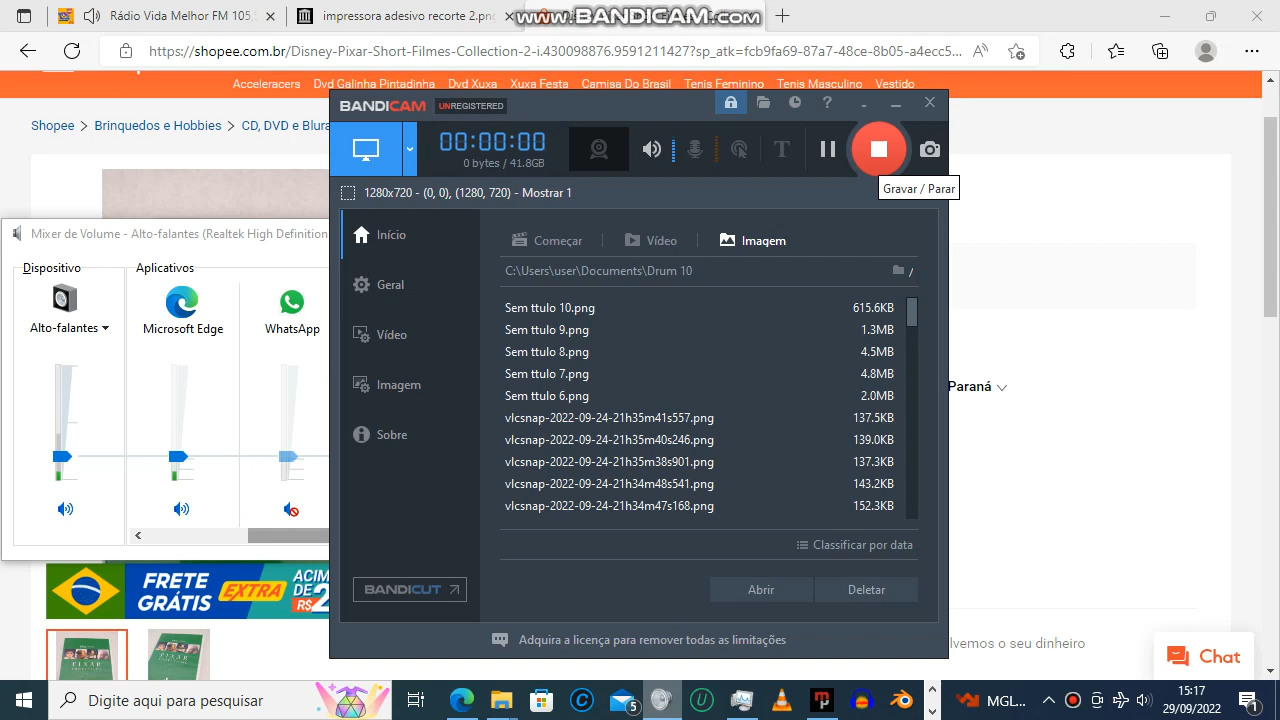 Rádio Vida Melhor FM 105,
impressora adesivo recorte 2.png
www.BANDICAM.com
https://shopee.com.br/Disney-Pixar-Short-Filmes-Collection-2-i.430098876.9591211427?sp_atk=fcb9fa69-87a7-48ce-8b05-a4ecc5...
Acceleracers Dvd Galinha Pintadinha Dvd Xuxa Xuxa Festa Camisa Do Brasil Tenis Feminino Tenis Masculino Vestido
Shopee > Brinquedos e Hobbies > CD, DVD e Blura
BANDICAM UNREGISTERED
00:00:00
0 bytes / 41.8GB
Gravar / Parar
1280x720 - (0, 0), (1280, 720) - Mostrar 1
Mixer de Volume - Alto-falantes (Realtek High Definition
Dispositivo
Aplicativos
Alto-falantes
Microsoft Edge
WhatsApp
Início
Geral
Vídeo
Imagem
Sobre
BANDICUT
Começar
Vídeo
Imagem
C:\Users\user\Documents\Drum 10
Sem ttulo 10.png 615.6KB
Sem ttulo 9.png 1.3MB
Sem ttulo 8.png 4.5MB
Sem ttulo 7.png 4.8MB
Sem ttulo 6.png 2.0MB
vlcsnap-2022-09-24-21h35m41s557.png 137.5KB
vlcsnap-2022-09-24-21h35m40s246.png 139.0KB
vlcsnap-2022-09-24-21h35m38s901.png 137.3KB
vlcsnap-2022-09-24-21h34m48s541.png 143.2KB
vlcsnap-2022-09-24-21h34m47s168.png 152.3KB
Classificar por data
Abrir
Deletar
Adquira a licença para remover todas as limitações
Paraná
FRETE
GRÁTIS
EXTRA
ACIM
DE
R$2
lvemos o seu dinheiro
Chat
Digite aqui para pesquisar
5
MGL...
15:17
29/09/2022
1